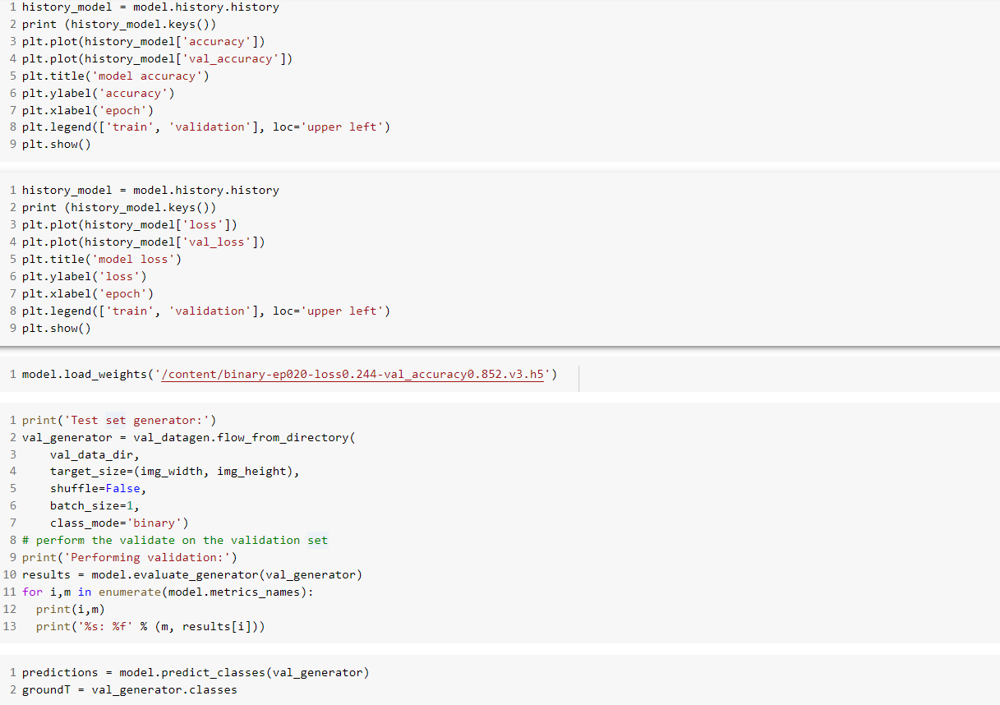 1 history_model = model.history.history
2 print (history_model.keys())
3 plt.plot(history_model['accuracy'])
4 plt.plot(history_model['val_accuracy'])
5 plt.title('model accuracy')
6 plt.ylabel('accuracy')
7 plt.xlabel('epoch')
8 plt.legend(['train', 'validation'], loc='upper left')
9 plt.show()
1 history_model = model.history.history
2 print (history_model.keys())
3 plt.plot(history_model['loss'])
4 plt.plot(history_model['val_loss'])
5 plt.title('model loss')
6 plt.ylabel('loss')
7 plt.xlabel('epoch')
8 plt.legend(['train', 'validation'], loc='upper left')
9 plt.show()
1 model.load_weights('/content/binary-ep020-loss0.244-val_accuracy0.852.v3.h5')
1 print('Test set generator:')
2 val_generator = val_datagen.flow_from_directory(
3     val_data_dir,
4     target_size=(img_width, img_height),
5     shuffle=False,
6     batch_size=1,
7     class_mode='binary')
8 # perform the validate on the validation set
9 print('Performing validation:')
10 results = model.evaluate_generator(val_generator)
11 for i,m in enumerate(model.metrics_names):
12   print(i,m)
13   print('%s: %f' % (m, results[i]))
1 predictions = model.predict_classes(val_generator)
2 groundT = val_generator.classes